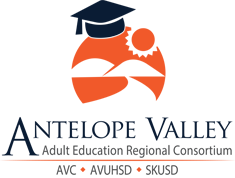 ANTELOPE VALLEY
Adult Education Regional Consortium
AVC • AVUHSD • SKUSD